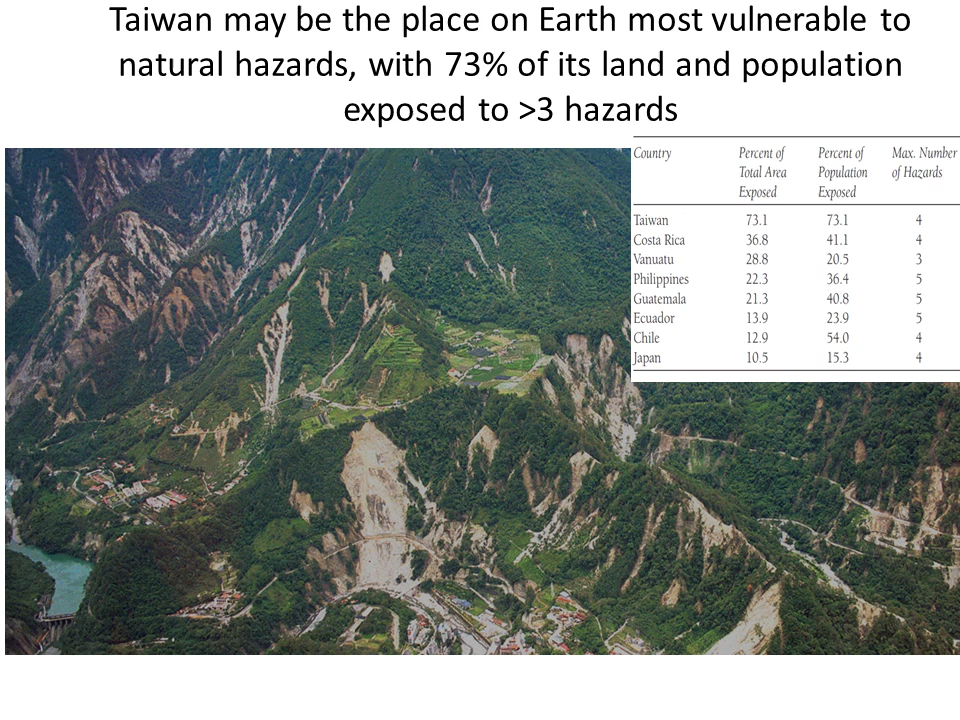 Taiwan may be the place on Earth most vulnerable to
natural hazards, with 73% of its land and population
exposed to >3 hazards
Country Percent of Percent of Max. Number
Total Area Population of Hazards
Exposed Exposed
Taiwan 73.1 73.1 4
Costa Rica 36.8 41.1 4
Vanuatu 28.8 20.5 3
Philippines 22.3 36.4 5
Guatemala 21.3 40.8 5
Ecuador 13.9 23.9 5
Chile 12.9 54.0 4
Japan 10.5 15.3 4